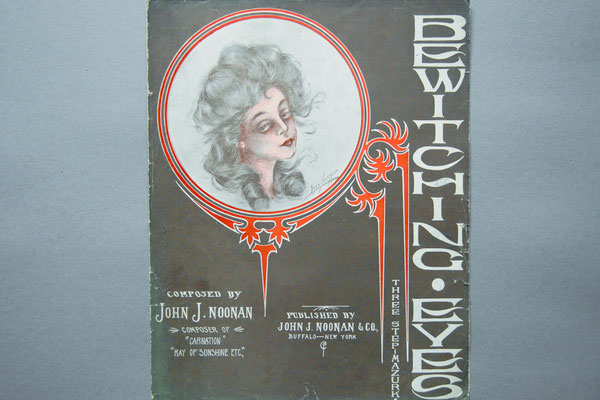 BEWITCHING • EYES
THREE STEP-MAZURKA
COMPOSED BY
JOHN J. NOONAN
COMPOSER OF
"CARNATION"
"RAY OF SONSHINE ETC,"
PUBLISHED BY
JOHN J. NOONAN & CO,
BUFFALO—NEW YORK